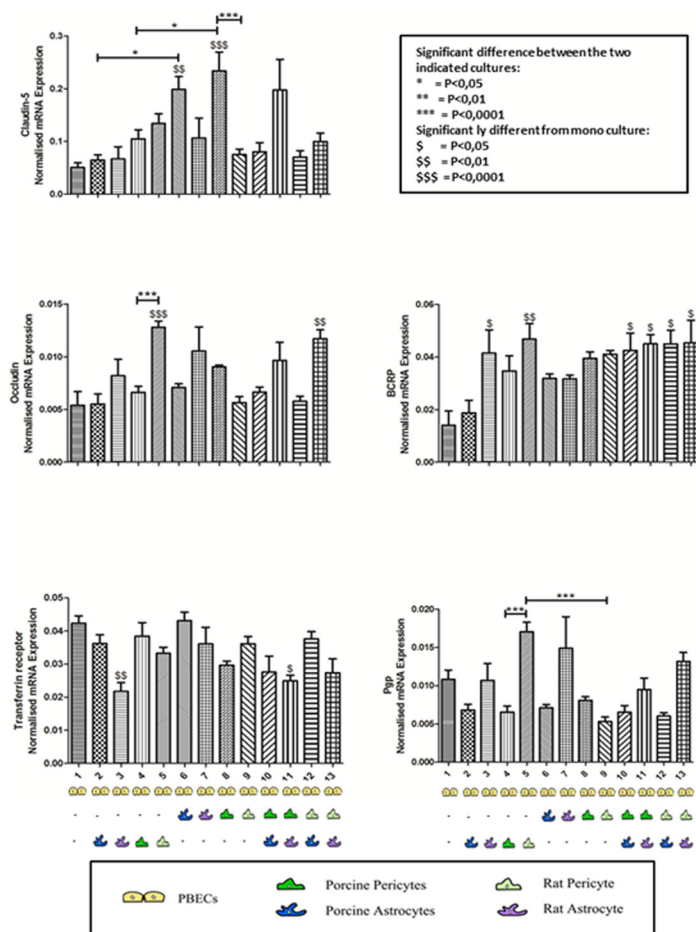 Claudin-5
Normalised mRNA Expression
0.3
0.2
0.1
0.0
*
*
***
$$
$$$
Significant difference between the two
indicated cultures:
* = P<0,05
** = P<0,01
*** = P<0,0001
Significant ly different from mono culture:
$ = P<0,05
$$ = P<0,01
$$$ = P<0,0001
Occludin
Normalised mRNA Expression
0.015
0.010
0.005
0.000
***
$$$
$$
BCRP
Normalised mRNA Expression
0.06
0.04
0.02
0.00
$
$$
$
$
$
$
Transferrin receptor
Normalised mRNA Expression
0.05
0.04
0.03
0.02
0.01
0.00
$$
$
1 2 3 4 5 6 7 8 9 10 11 12 13
- - - - -
- - - - -
Pgp
Normalised mRNA Expression
0.020
0.015
0.010
0.005
0.000
***
***
1 2 3 4 5 6 7 8 9 10 11 12 13
- - - - -
- - - - -
PBECs
Porcine Pericytes
Rat Pericyte
Porcine Astrocytes
Rat Astrocyte